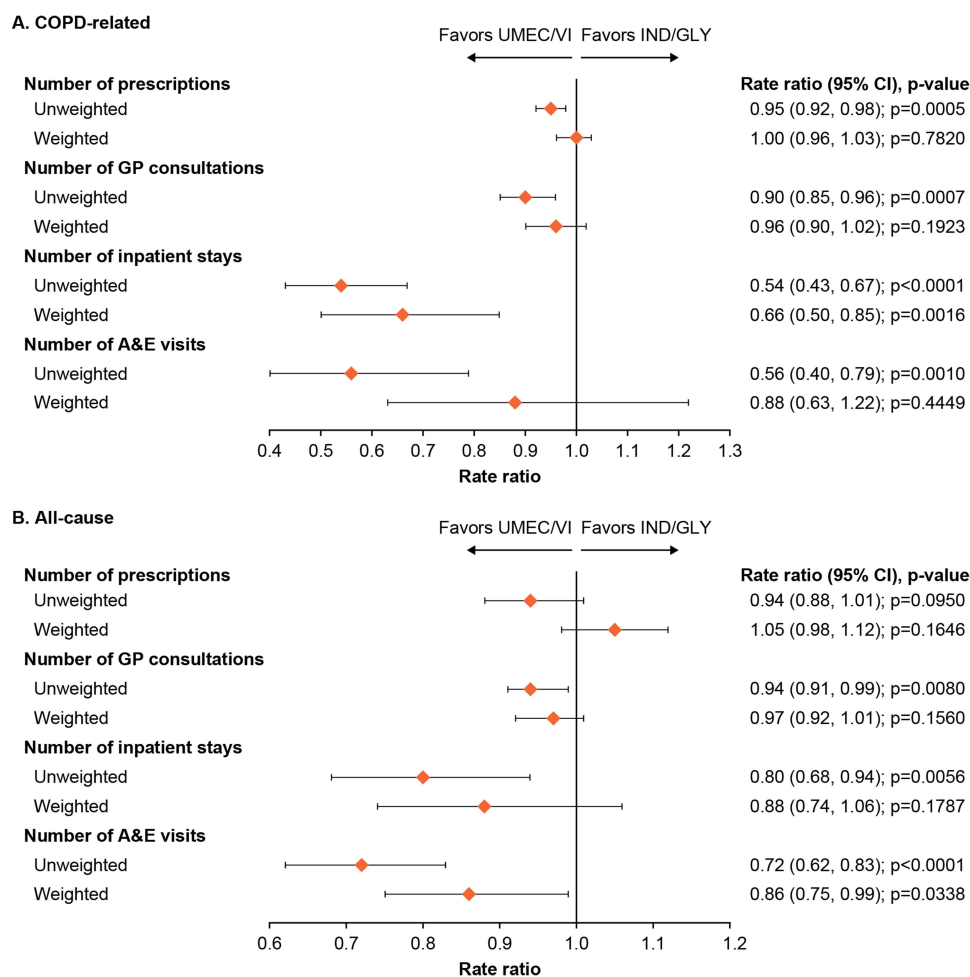 A. COPD-related
Favors UMEC/VI Favors IND/GLY
Number of prescriptions Rate ratio (95% CI), p-value
Unweighted 0.95 (0.92, 0.98); p=0.0005
Weighted 1.00 (0.96, 1.03); p=0.7820
Number of GP consultations
Unweighted 0.90 (0.85, 0.96); p=0.0007
Weighted 0.96 (0.90, 1.02); p=0.1923
Number of inpatient stays
Unweighted 0.54 (0.43, 0.67); p<0.0001
Weighted 0.66 (0.50, 0.85); p=0.0016
Number of A&E visits
Unweighted 0.56 (0.40, 0.79); p=0.0010
Weighted 0.88 (0.63, 1.22); p=0.4449
0.4 0.5 0.6 0.7 0.8 0.9 1.0 1.1 1.2 1.3
Rate ratio
B. All-cause
Favors UMEC/VI Favors IND/GLY
Number of prescriptions Rate ratio (95% CI), p-value
Unweighted 0.94 (0.88, 1.01); p=0.0950
Weighted 1.05 (0.98, 1.12); p=0.1646
Number of GP consultations
Unweighted 0.94 (0.91, 0.99); p=0.0080
Weighted 0.97 (0.92, 1.01); p=0.1560
Number of inpatient stays
Unweighted 0.80 (0.68, 0.94); p=0.0056
Weighted 0.88 (0.74, 1.06); p=0.1787
Number of A&E visits
Unweighted 0.72 (0.62, 0.83); p<0.0001
Weighted 0.86 (0.75, 0.99); p=0.0338
0.6 0.7 0.8 0.9 1.0 1.1 1.2
Rate ratio